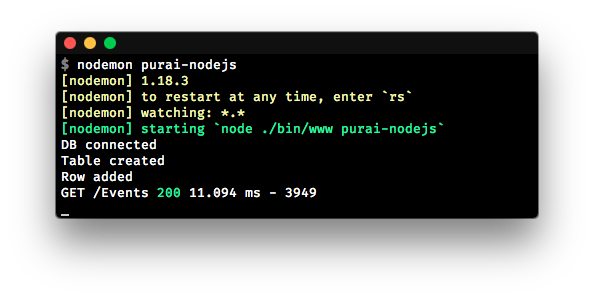 $ nodemon purai-nodejs
[nodemon] 1.18.3
[nodemon] to restart at any time, enter `rs`
[nodemon] watching: *.*
[nodemon] starting `node ./bin/www purai-nodejs`
DB connected
Table created
Row added
GET /Events 200 11.094 ms - 3949